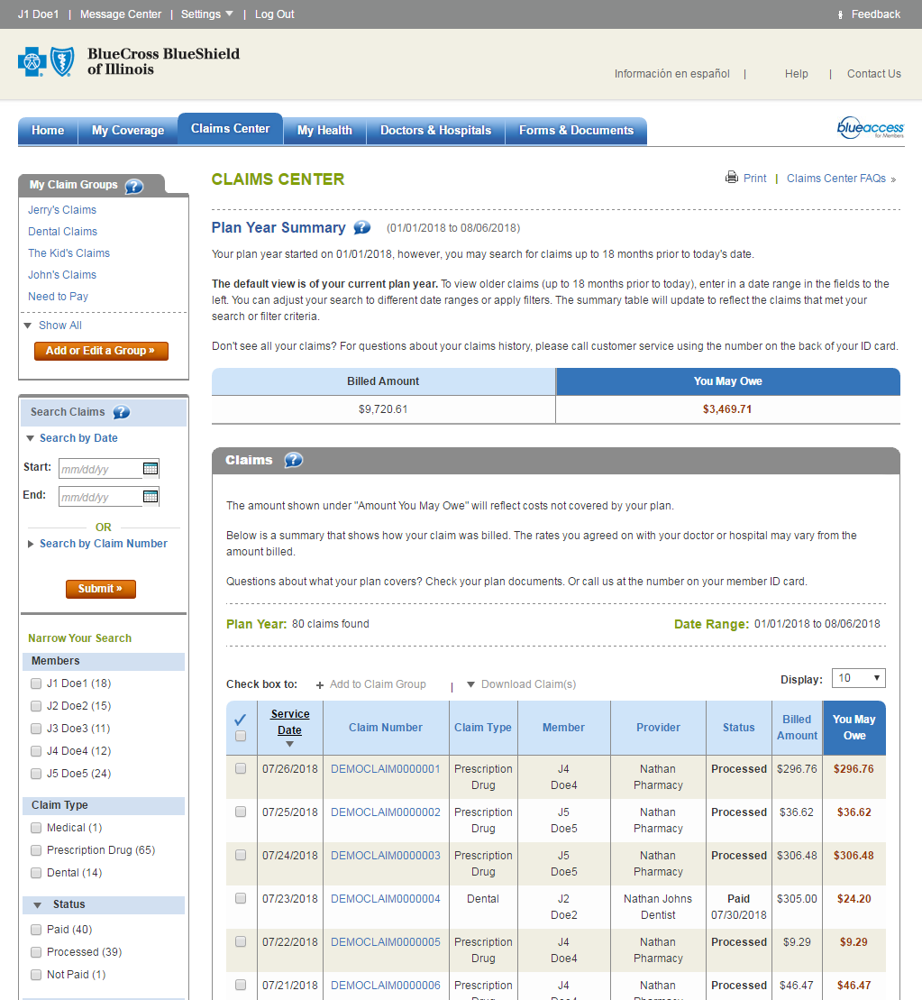 J1 Doe1 | Message Center | Settings ▼ | Log Out
Feedback
BlueCross BlueShield
of Illinois
Información en español | Help | Contact Us
Home
My Coverage
Claims Center
My Health
Doctors & Hospitals
Forms & Documents
blueaccess
for Members
My Claim Groups ?
Jerry's Claims
Dental Claims
The Kid's Claims
John's Claims
Need to Pay
▼ Show All
Add or Edit a Group »
Search Claims ?
▼ Search by Date
Start: mm/dd/yy
End: mm/dd/yy
OR
► Search by Claim Number
Submit »
Narrow Your Search
Members
J1 Doe1 (18)
J2 Doe2 (15)
J3 Doe3 (11)
J4 Doe4 (12)
J5 Doe5 (24)
Claim Type
Medical (1)
Prescription Drug (65)
Dental (14)
▼ Status
Paid (40)
Processed (39)
Not Paid (1)
CLAIMS CENTER
Print | Claims Center FAQs »
Plan Year Summary ? (01/01/2018 to 08/06/2018)
Your plan year started on 01/01/2018, however, you may search for claims up to 18 months prior to today's date.
The default view is of your current plan year. To view older claims (up to 18 months prior to today), enter in a date range in the fields to the
left. You can adjust your search to different date ranges or apply filters. The summary table will update to reflect the claims that met your
search or filter criteria.
Don't see all your claims? For questions about your claims history, please call customer service using the number on the back of your ID card.
Billed Amount You May Owe
$9,720.61 $3,469.71
Claims ?
The amount shown under "Amount You May Owe" will reflect costs not covered by your plan.
Below is a summary that shows how your claim was billed. The rates you agreed on with your doctor or hospital may vary from the
amount billed.
Questions about what your plan covers? Check your plan documents. Or call us at the number on your member ID card.
Plan Year: 80 claims found Date Range: 01/01/2018 to 08/06/2018
Check box to: + Add to Claim Group | ▼ Download Claim(s) Display: 10 ▼
Service Date ▼ Claim Number Claim Type Member Provider Status Billed Amount You May Owe
07/26/2018 DEMOCLAIM0000001 Prescription Drug J4 Doe4 Nathan Pharmacy Processed $296.76 $296.76
07/25/2018 DEMOCLAIM0000002 Prescription Drug J5 Doe5 Nathan Pharmacy Processed $36.62 $36.62
07/24/2018 DEMOCLAIM0000003 Prescription Drug J5 Doe5 Nathan Pharmacy Processed $306.48 $306.48
07/23/2018 DEMOCLAIM0000004 Dental J2 Doe2 Nathan Johns Dentist Paid 07/30/2018 $305.00 $24.20
07/22/2018 DEMOCLAIM0000005 Prescription Drug J4 Doe4 Nathan Pharmacy Processed $9.29 $9.29
07/21/2018 DEMOCLAIM0000006 Prescription J4 Nathan Processed $46.47 $46.47